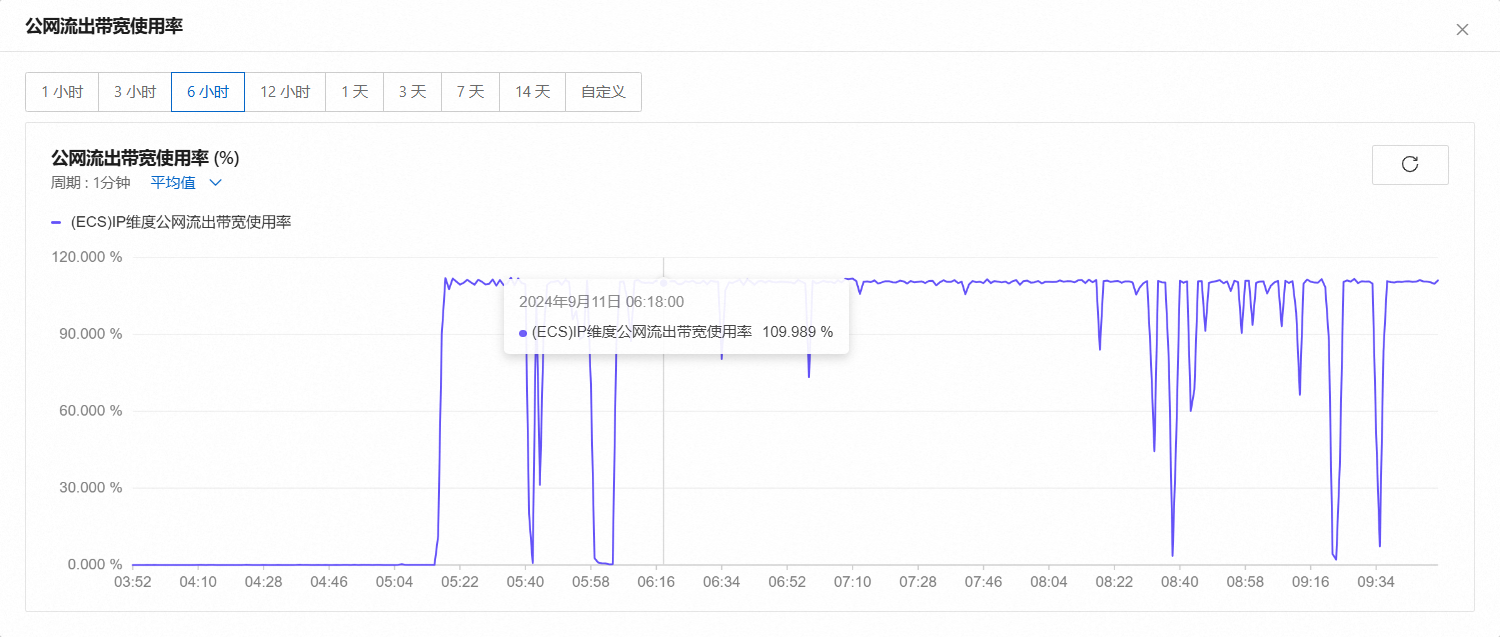 公网流出带宽使用率
1 小时 3 小时 6 小时 12 小时 1 天 3 天 7 天 14 天 自定义
公网流出带宽使用率 (%)
周期 : 1分钟 平均值
(ECS)IP维度公网流出带宽使用率
120.000 %
90.000 %
60.000 %
30.000 %
0.000 %
2024年9月11日 06:18:00
(ECS)IP维度公网流出带宽使用率 109.989 %
03:52 04:10 04:28 04:46 05:04 05:22 05:40 05:58 06:16 06:34 06:52 07:10 07:28 07:46 08:04 08:22 08:40 08:58 09:16 09:34